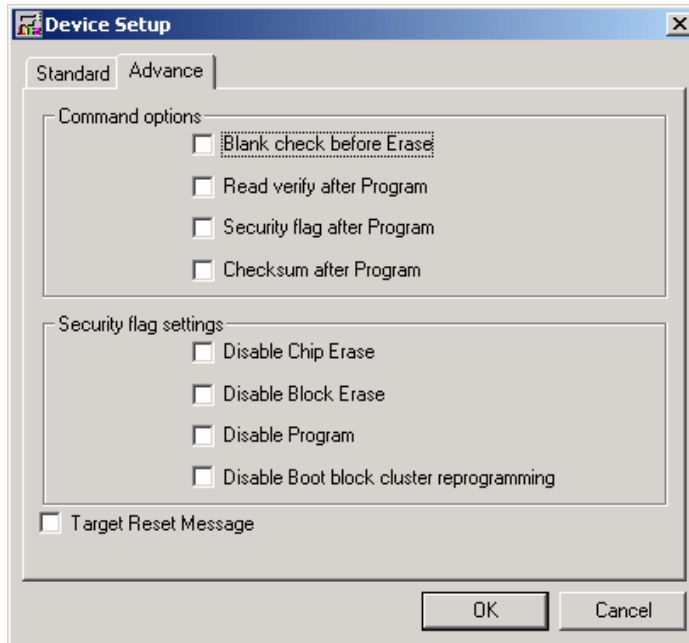 Device Setup
Standard
Advance
Command options
Blank check before Erase
Read verify after Program
Security flag after Program
Checksum after Program
Security flag settings
Disable Chip Erase
Disable Block Erase
Disable Program
Disable Boot block cluster reprogramming
Target Reset Message
OK
Cancel